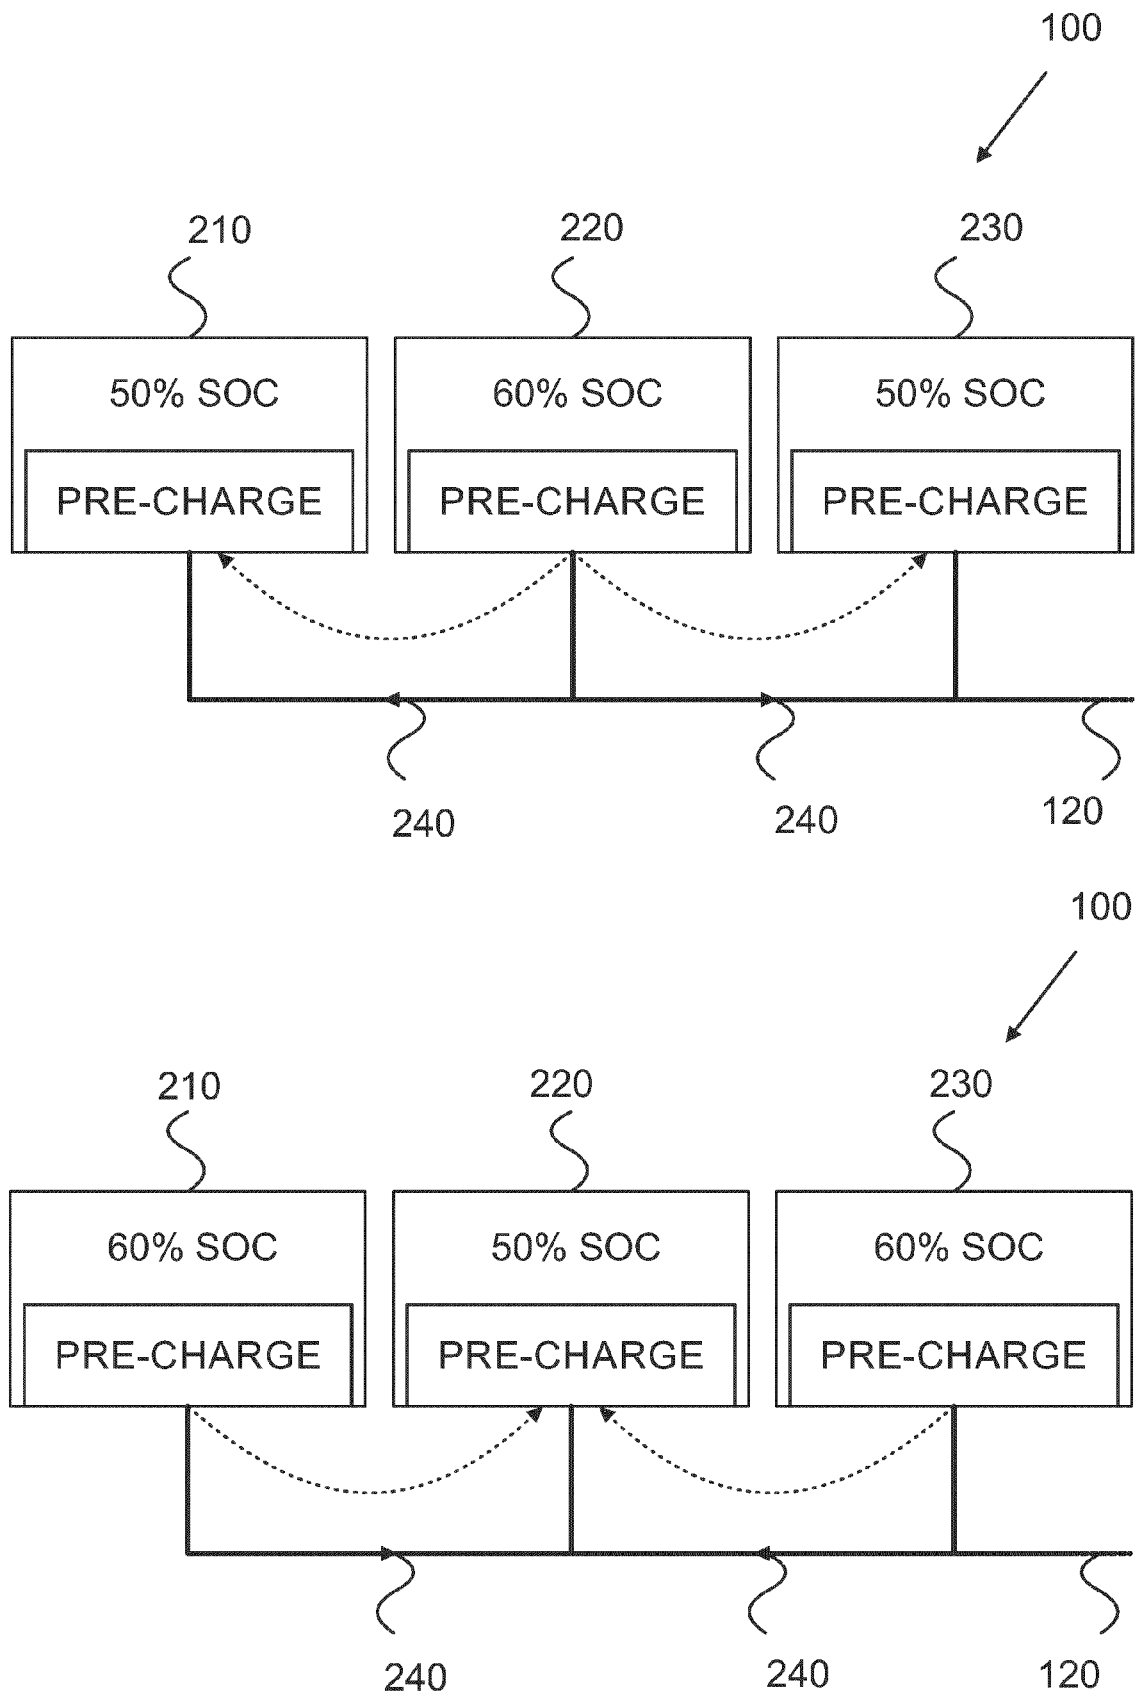 100
210 220 230
50% SOC 60% SOC 50% SOC
PRE-CHARGE PRE-CHARGE PRE-CHARGE
240 240 120
100
210 220 230
60% SOC 50% SOC 60% SOC
PRE-CHARGE PRE-CHARGE PRE-CHARGE
240 240 120